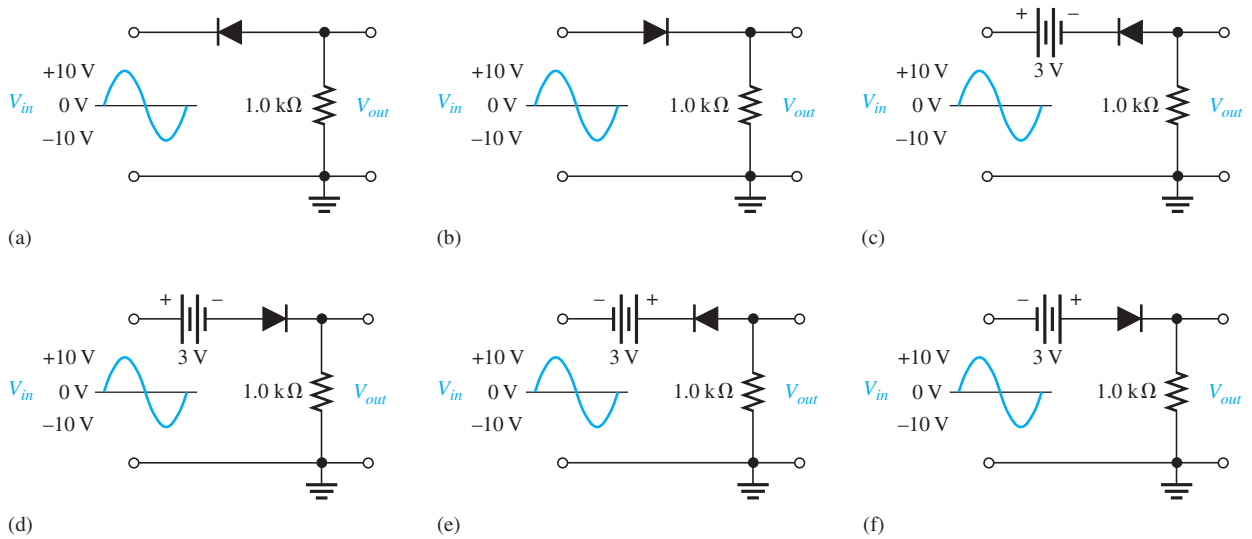 +10 V
V_in 0 V
–10 V
1.0 kΩ V_out
(a)
+10 V
V_in 0 V
–10 V
1.0 kΩ V_out
(b)
+ –
3 V
+10 V
V_in 0 V
–10 V
1.0 kΩ V_out
(c)
+ –
3 V
+10 V
V_in 0 V
–10 V
1.0 kΩ V_out
(d)
– +
3 V
+10 V
V_in 0 V
–10 V
1.0 kΩ V_out
(e)
– +
3 V
+10 V
V_in 0 V
–10 V
1.0 kΩ V_out
(f)